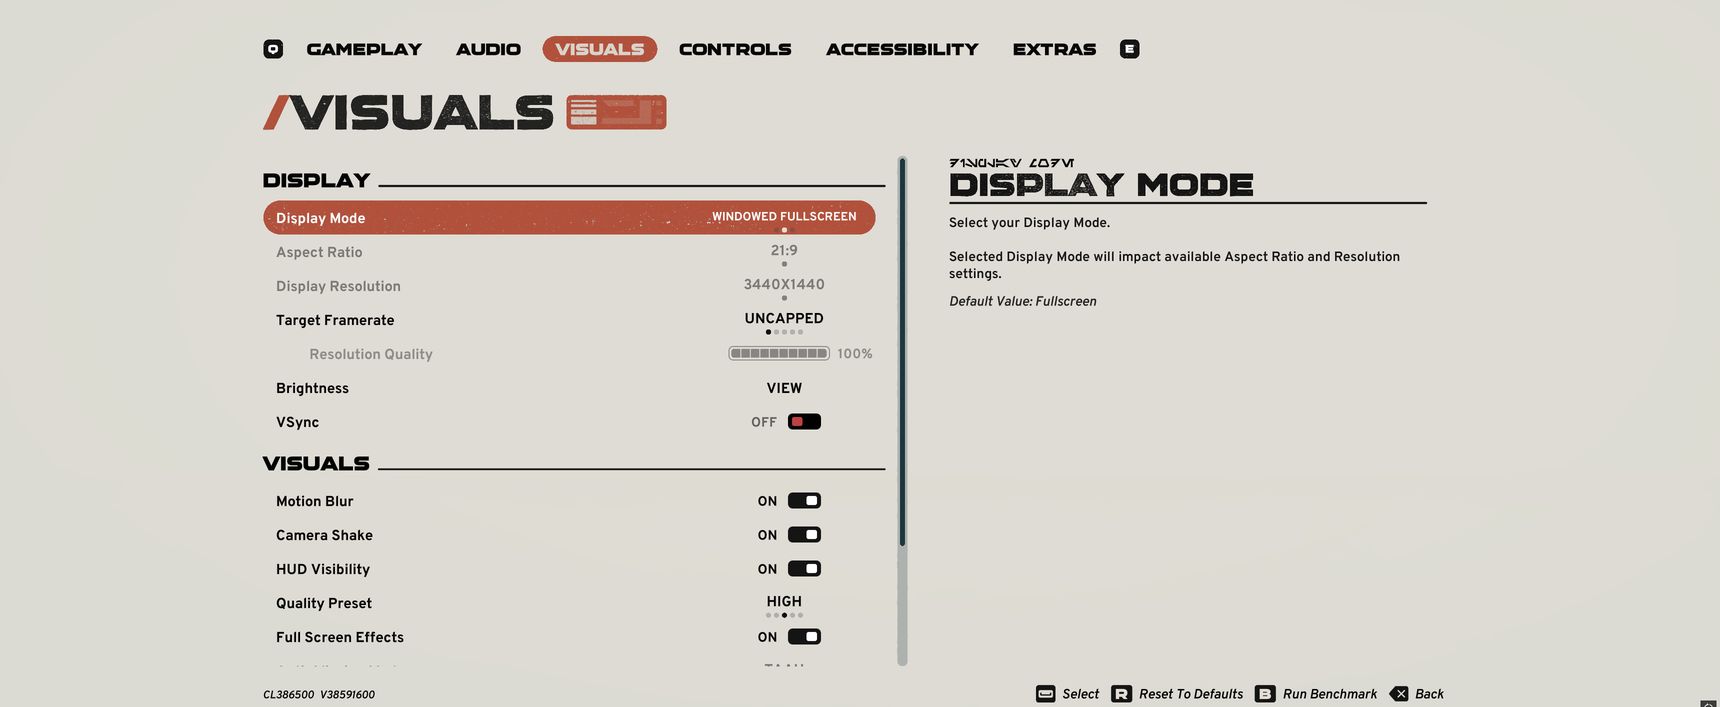 Q GAMEPLAY AUDIO VISUALS CONTROLS ACCESSIBILITY EXTRAS E
/VISUALS
DISPLAY
Display Mode WINDOWED FULLSCREEN
Aspect Ratio 21:9
Display Resolution 3440X1440
Target Framerate UNCAPPED
Resolution Quality 100%
Brightness VIEW
VSync OFF
VISUALS
Motion Blur ON
Camera Shake ON
HUD Visibility ON
Quality Preset HIGH
Full Screen Effects ON
DISPLAY MODE
Select your Display Mode.
Selected Display Mode will impact available Aspect Ratio and Resolution
settings.
Default Value: Fullscreen
CL386500 V38591600
Select R Reset To Defaults B Run Benchmark Back